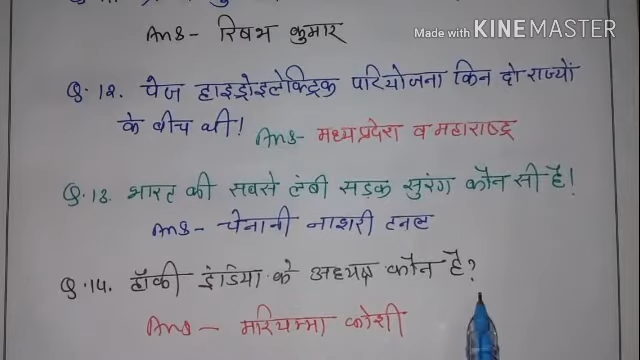 Made with KINEMASTER
Ans- रिषभ कुमार
Q.12. पेंज हाइड्रोइलेक्ट्रिक परियोजना किन दो राज्यों
के बीच थी!
Ans- मध्यप्रदेश व महाराष्ट्र
Q.13. भारत की सबसे लंबी सड़क सुरंग कौन सी है!
Ans- चेनानी नाशरी टनल
Q.14. हॉकी इंडिया के अध्यक्ष कौन है?
Ans- मरियम्मा कोशी